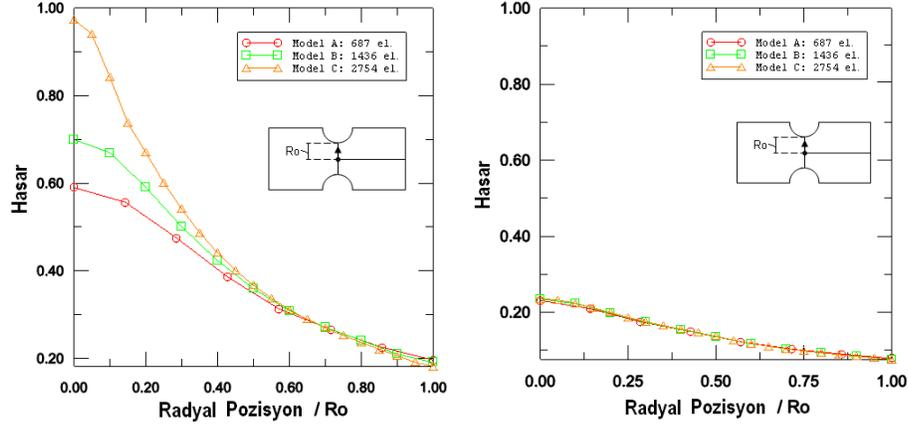 1.00
0.80
0.60
0.40
0.20
Hasar
Model A: 687 el.
Model B: 1436 el.
Model C: 2754 el.
Ro
0.00 0.20 0.40 0.60 0.80 1.00
Radyal Pozisyon / Ro
1.00
0.80
0.60
0.40
0.20
Hasar
Model A: 687 el.
Model B: 1436 el.
Model C: 2754 el.
Ro
0.00 0.25 0.50 0.75 1.00
Radyal Pozisyon / Ro